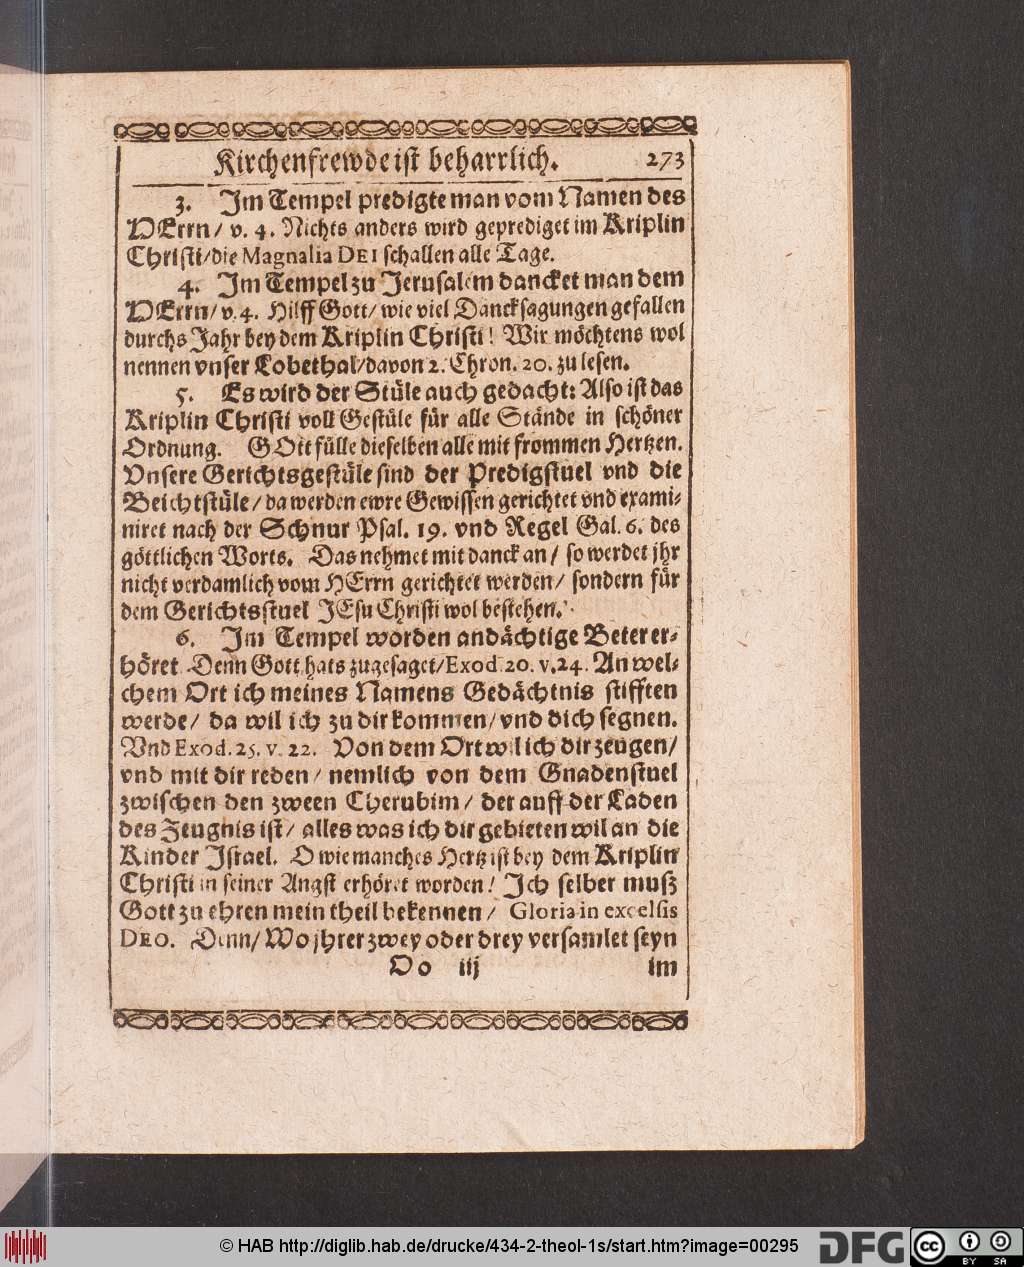 Kirchenfrewde ist beharrlich. 273
3. Im Tempel predigte man vom Namen des
HErrn/ v. 4. Nichts anders wird geprediget im Kriplin
Christi/die Magnalia DEI schallen alle Tage.
4. Im Tempel zu Jerusalem dancket man dem
HErrn/ v. 4. Hilff Gott/ wie viel Dancksagungen gefallen
durchs Jahr bey dem Kriplin Christi! Wir möchtens wol
nennen vnser Lobethal/davon 2. Chron. 20. zu lesen.
5. Es wird der Stüle auch gedacht: Also ist das
Kriplin Christi voll Gestüle für alle Stände in schöner
Ordnung. GOtt fülle dieselben alle mit frommen Hertzen.
Vnsere Gerichtsgestüle sind der Predigstuel vnd die
Beichtstüle/ da werden ewre Gewissen gerichtet vnd exami-
niret nach der Schnur Psal. 19. vnd Regel Gal. 6. des
göttlichen Worts. Das nehmet mit danck an/ so werdet jhr
nicht verdamlich vom HErrn gerichtet werden/ sondern für
dem Gerichtsstuel JEsu Christi wol bestehen.
6. Im Tempel worden andächtige Beter er-
höret Denn Gott hats zugesaget/Exod. 20. v. 24. An wel-
chem Ort ich meines Namens Gedächtnis stifften
werde/ da wil ich zu dir kommen/ vnd dich segnen.
Vnd Exod. 25. v. 22. Von dem Ort wil ich dir zeugen/
vnd mit dir reden/ nemlich von dem Gnadenstuel
zwischen den zween Cherubim/ der auff der Laden
des Zeugnis ist/ alles was ich dir gebieten wil an die
Kinder Israel. O wie manches Hertz ist bey dem Kriplin
Christi in seiner Angst erhöret worden! Ich selber muß
Gott zu ehren mein theil bekennen/ Gloria in excelsis
DEO. Denn/ Wo jhrer zwey oder drey versamlet seyn
Oo iij im
© HAB http://diglib.hab.de/drucke/434-2-theol-1s/start.htm?image=00295
DFG
cc BY SA